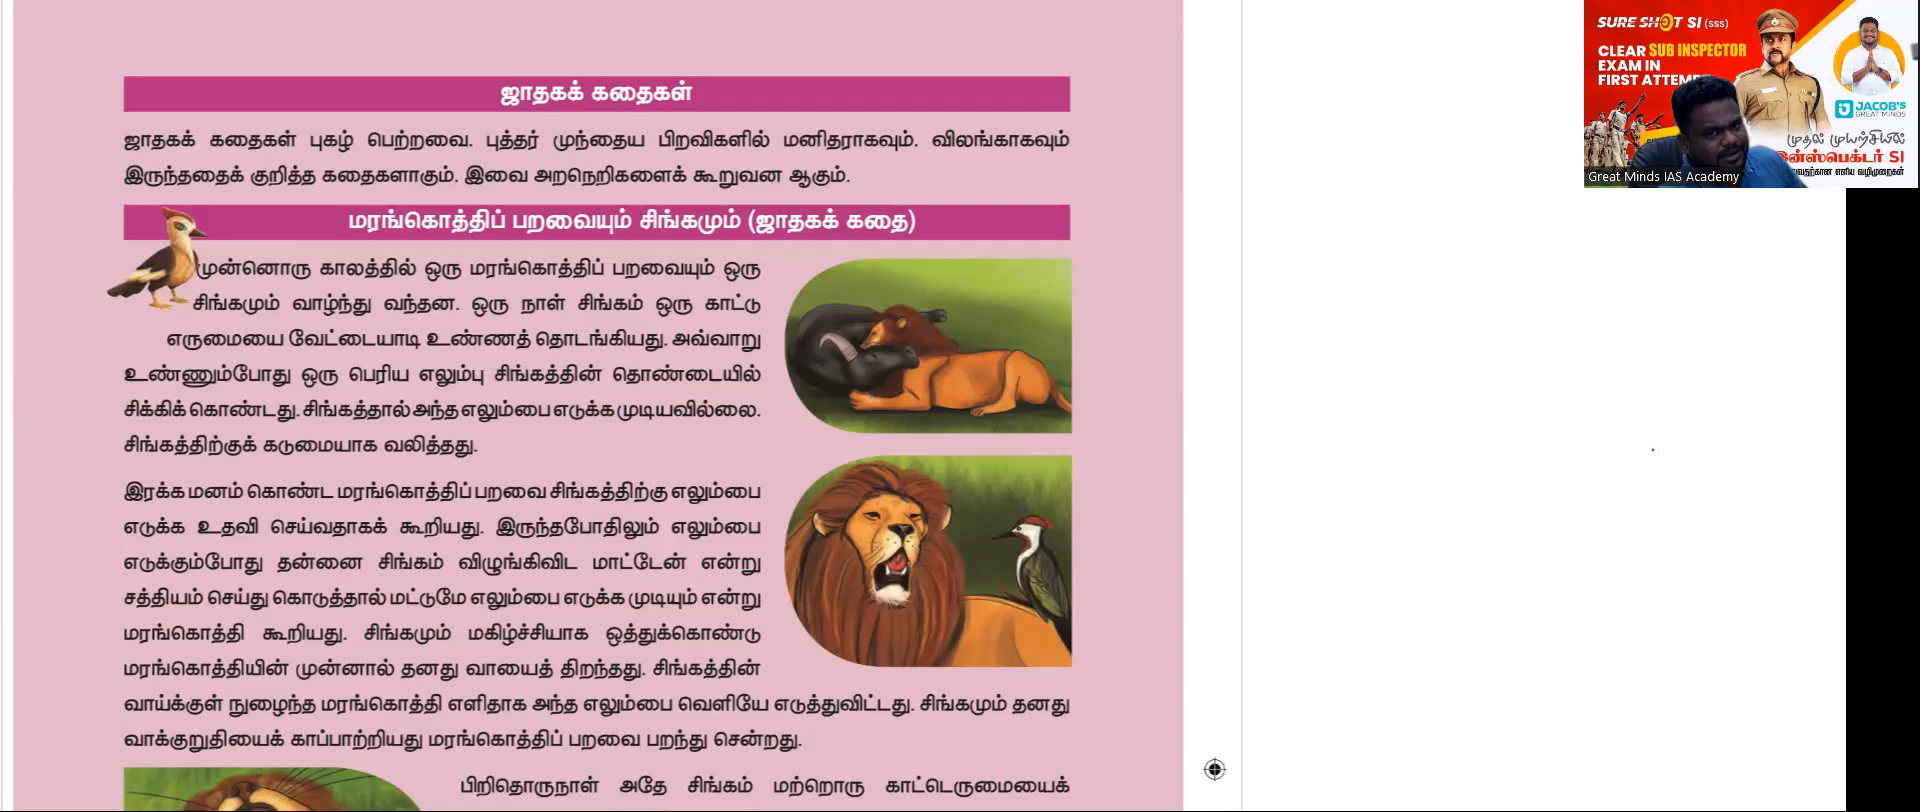 ஜாதகக் கதைகள்
ஜாதகக் கதைகள் புகழ் பெற்றவை. புத்தர் முந்தைய பிறவிகளில் மனிதராகவும். விலங்காகவும்
இருந்ததைக் குறித்த கதைகளாகும். இவை அறநெறிகளைக் கூறுவன ஆகும்.
மரங்கொத்திப் பறவையும் சிங்கமும் (ஜாதகக் கதை)
முன்னொரு காலத்தில் ஒரு மரங்கொத்திப் பறவையும் ஒரு
சிங்கமும் வாழ்ந்து வந்தன. ஒரு நாள் சிங்கம் ஒரு காட்டு
எருமையை வேட்டையாடி உண்ணத் தொடங்கியது. அவ்வாறு
உண்ணும்போது ஒரு பெரிய எலும்பு சிங்கத்தின் தொண்டையில்
சிக்கிக் கொண்டது. சிங்கத்தால் அந்த எலும்பை எடுக்க முடியவில்லை.
சிங்கத்திற்குக் கடுமையாக வலித்தது.
இரக்க மனம் கொண்ட மரங்கொத்திப் பறவை சிங்கத்திற்கு எலும்பை
எடுக்க உதவி செய்வதாகக் கூறியது. இருந்தபோதிலும் எலும்பை
எடுக்கும்போது தன்னை சிங்கம் விழுங்கிவிட மாட்டேன் என்று
சத்தியம் செய்து கொடுத்தால் மட்டுமே எலும்பை எடுக்க முடியும் என்று
மரங்கொத்தி கூறியது. சிங்கமும் மகிழ்ச்சியாக ஒத்துக்கொண்டு
மரங்கொத்தியின் முன்னால் தனது வாயைத் திறந்தது. சிங்கத்தின்
வாய்க்குள் நுழைந்த மரங்கொத்தி எளிதாக அந்த எலும்பை வெளியே எடுத்துவிட்டது. சிங்கமும் தனது
வாக்குறுதியைக் காப்பாற்றியது மரங்கொத்திப் பறவை பறந்து சென்றது.
பிறிதொருநாள் அதே சிங்கம் மற்றொரு காட்டெருமையைக்
SURE SHOT SI (sss)
CLEAR SUB INSPECTOR
EXAM IN
FIRST ATTEMP
JACOB's
GREAT MINDS
முதல் முயற்சியில்
இன்ஸ்பெக்டர் SI
எளிய வழிமுறைகள்
Great Minds IAS Academy